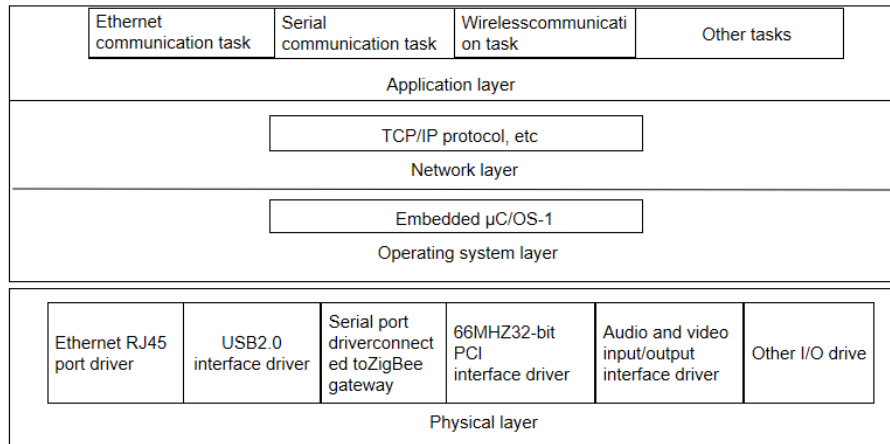 Ethernet
communication task
Serial
communication task
Wirelesscommunicati
on task
Other tasks
Application layer
TCP/IP protocol, etc
Network layer
Embedded μC/OS-1
Operating system layer
Ethernet RJ45
port driver
USB2.0
interface driver
Serial port
driverconnect
ed toZigBee
gateway
66MHZ32-bit
PCI
interface driver
Audio and video
input/output
interface driver
Other I/O drive
Physical layer